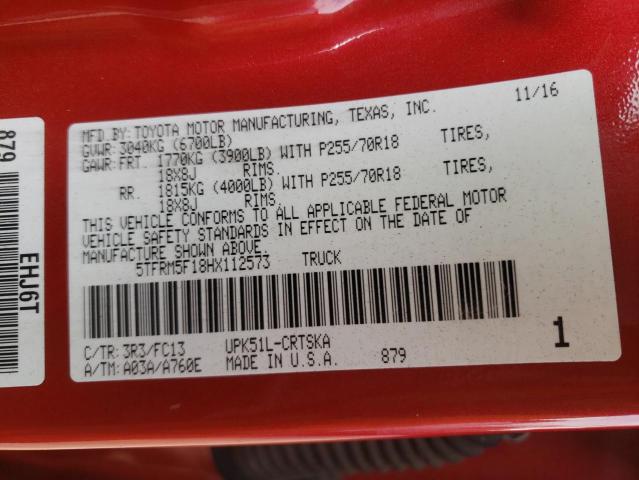 MFD.BY:TOYOTA MOTOR MANUFACTURING, TEXAS, INC. 11/16
GVWR: 3040KG (6700LB)
GAWR:FRT. 1770KG (3900LB) WITH P255/70R18 TIRES,
18X8J RIMS.
RR. 1815KG (4000LB) WITH P255/70R18 TIRES,
18X8J RIMS.
THIS VEHICLE CONFORMS TO ALL APPLICABLE FEDERAL MOTOR
VEHICLE SAFETY STANDARDS IN EFFECT ON THE DATE OF
MANUFACTURE SHOWN ABOVE.
5TFRM5F18HX112573 TRUCK
C/TR: 3R3/FC13 UPK51L-CRTSKA
A/TM: A03A/A760E MADE IN U.S.A. 879
1
879
EHJ6T